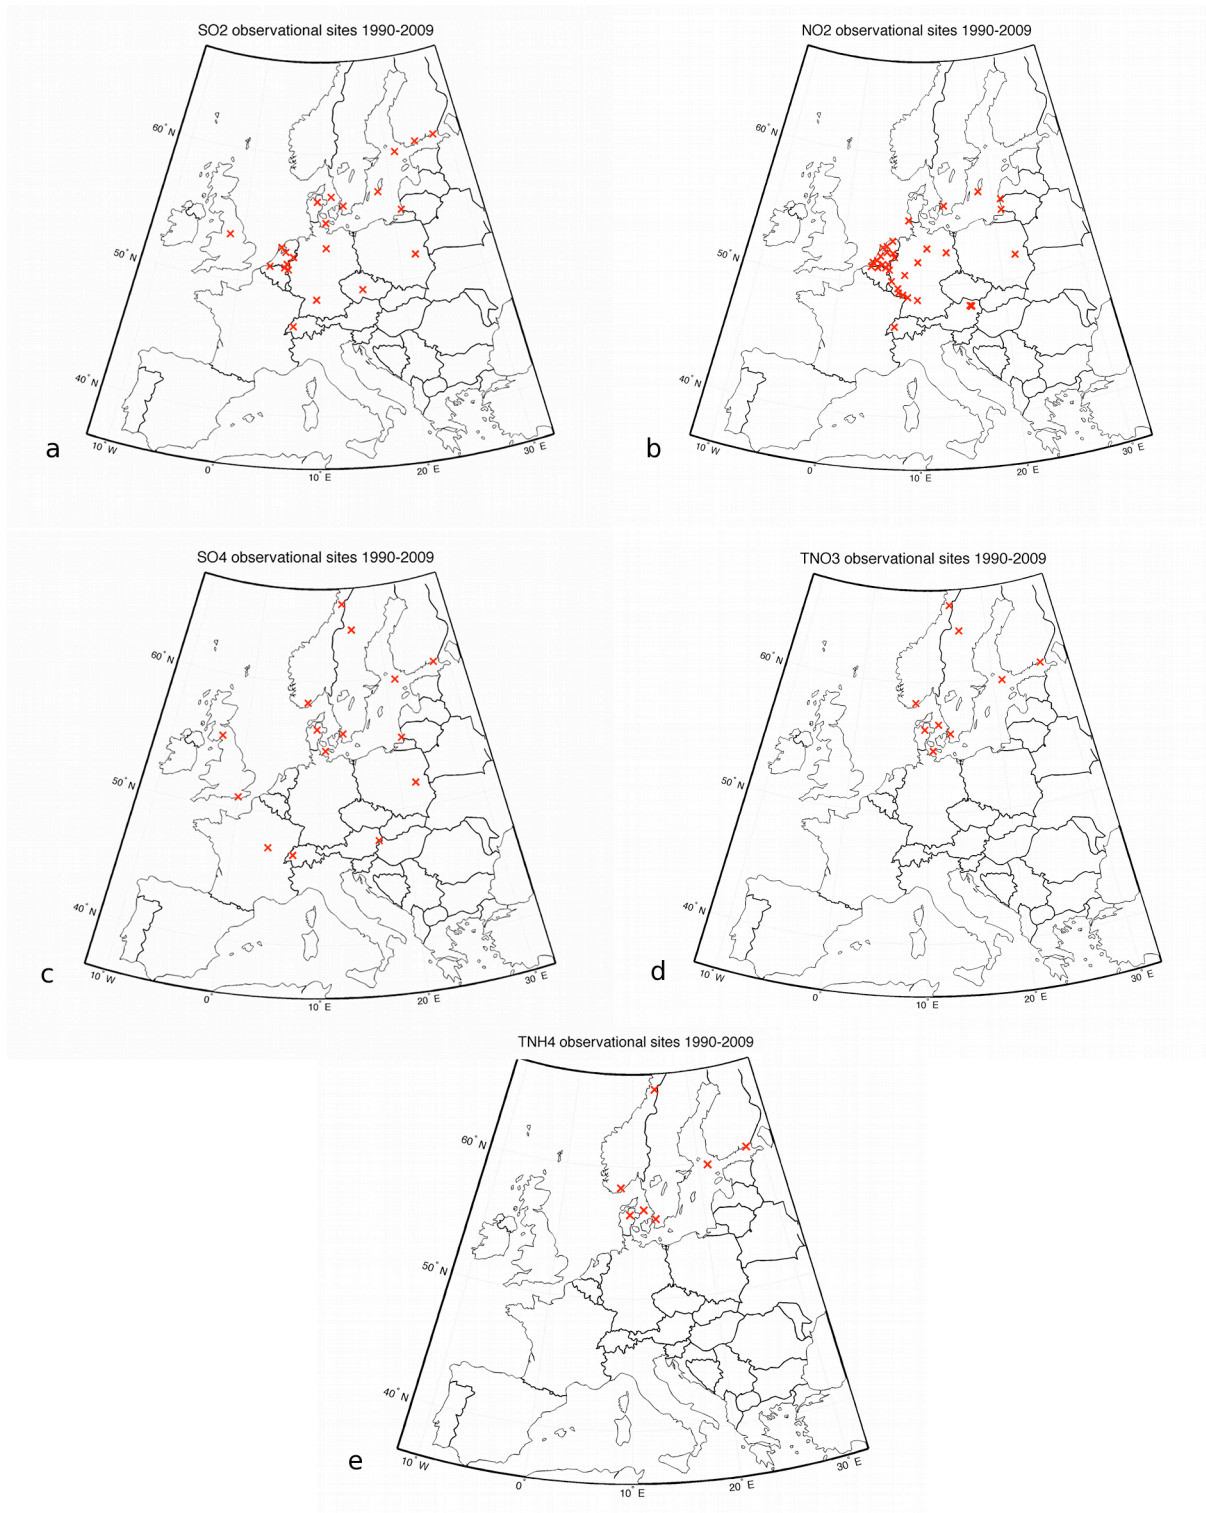 SO2 observational sites 1990-2009
60° N
50° N
40° N
10° W
0°
10° E
20° E
30° E
a
NO2 observational sites 1990-2009
60° N
50° N
40° N
10° W
0°
10° E
20° E
30° E
b
SO4 observational sites 1990-2009
60° N
50° N
40° N
10° W
0°
10° E
20° E
30° E
c
TNO3 observational sites 1990-2009
60° N
50° N
40° N
10° W
0°
10° E
20° E
30° E
d
TNH4 observational sites 1990-2009
60° N
50° N
40° N
10° W
0°
10° E
20° E
30° E
e